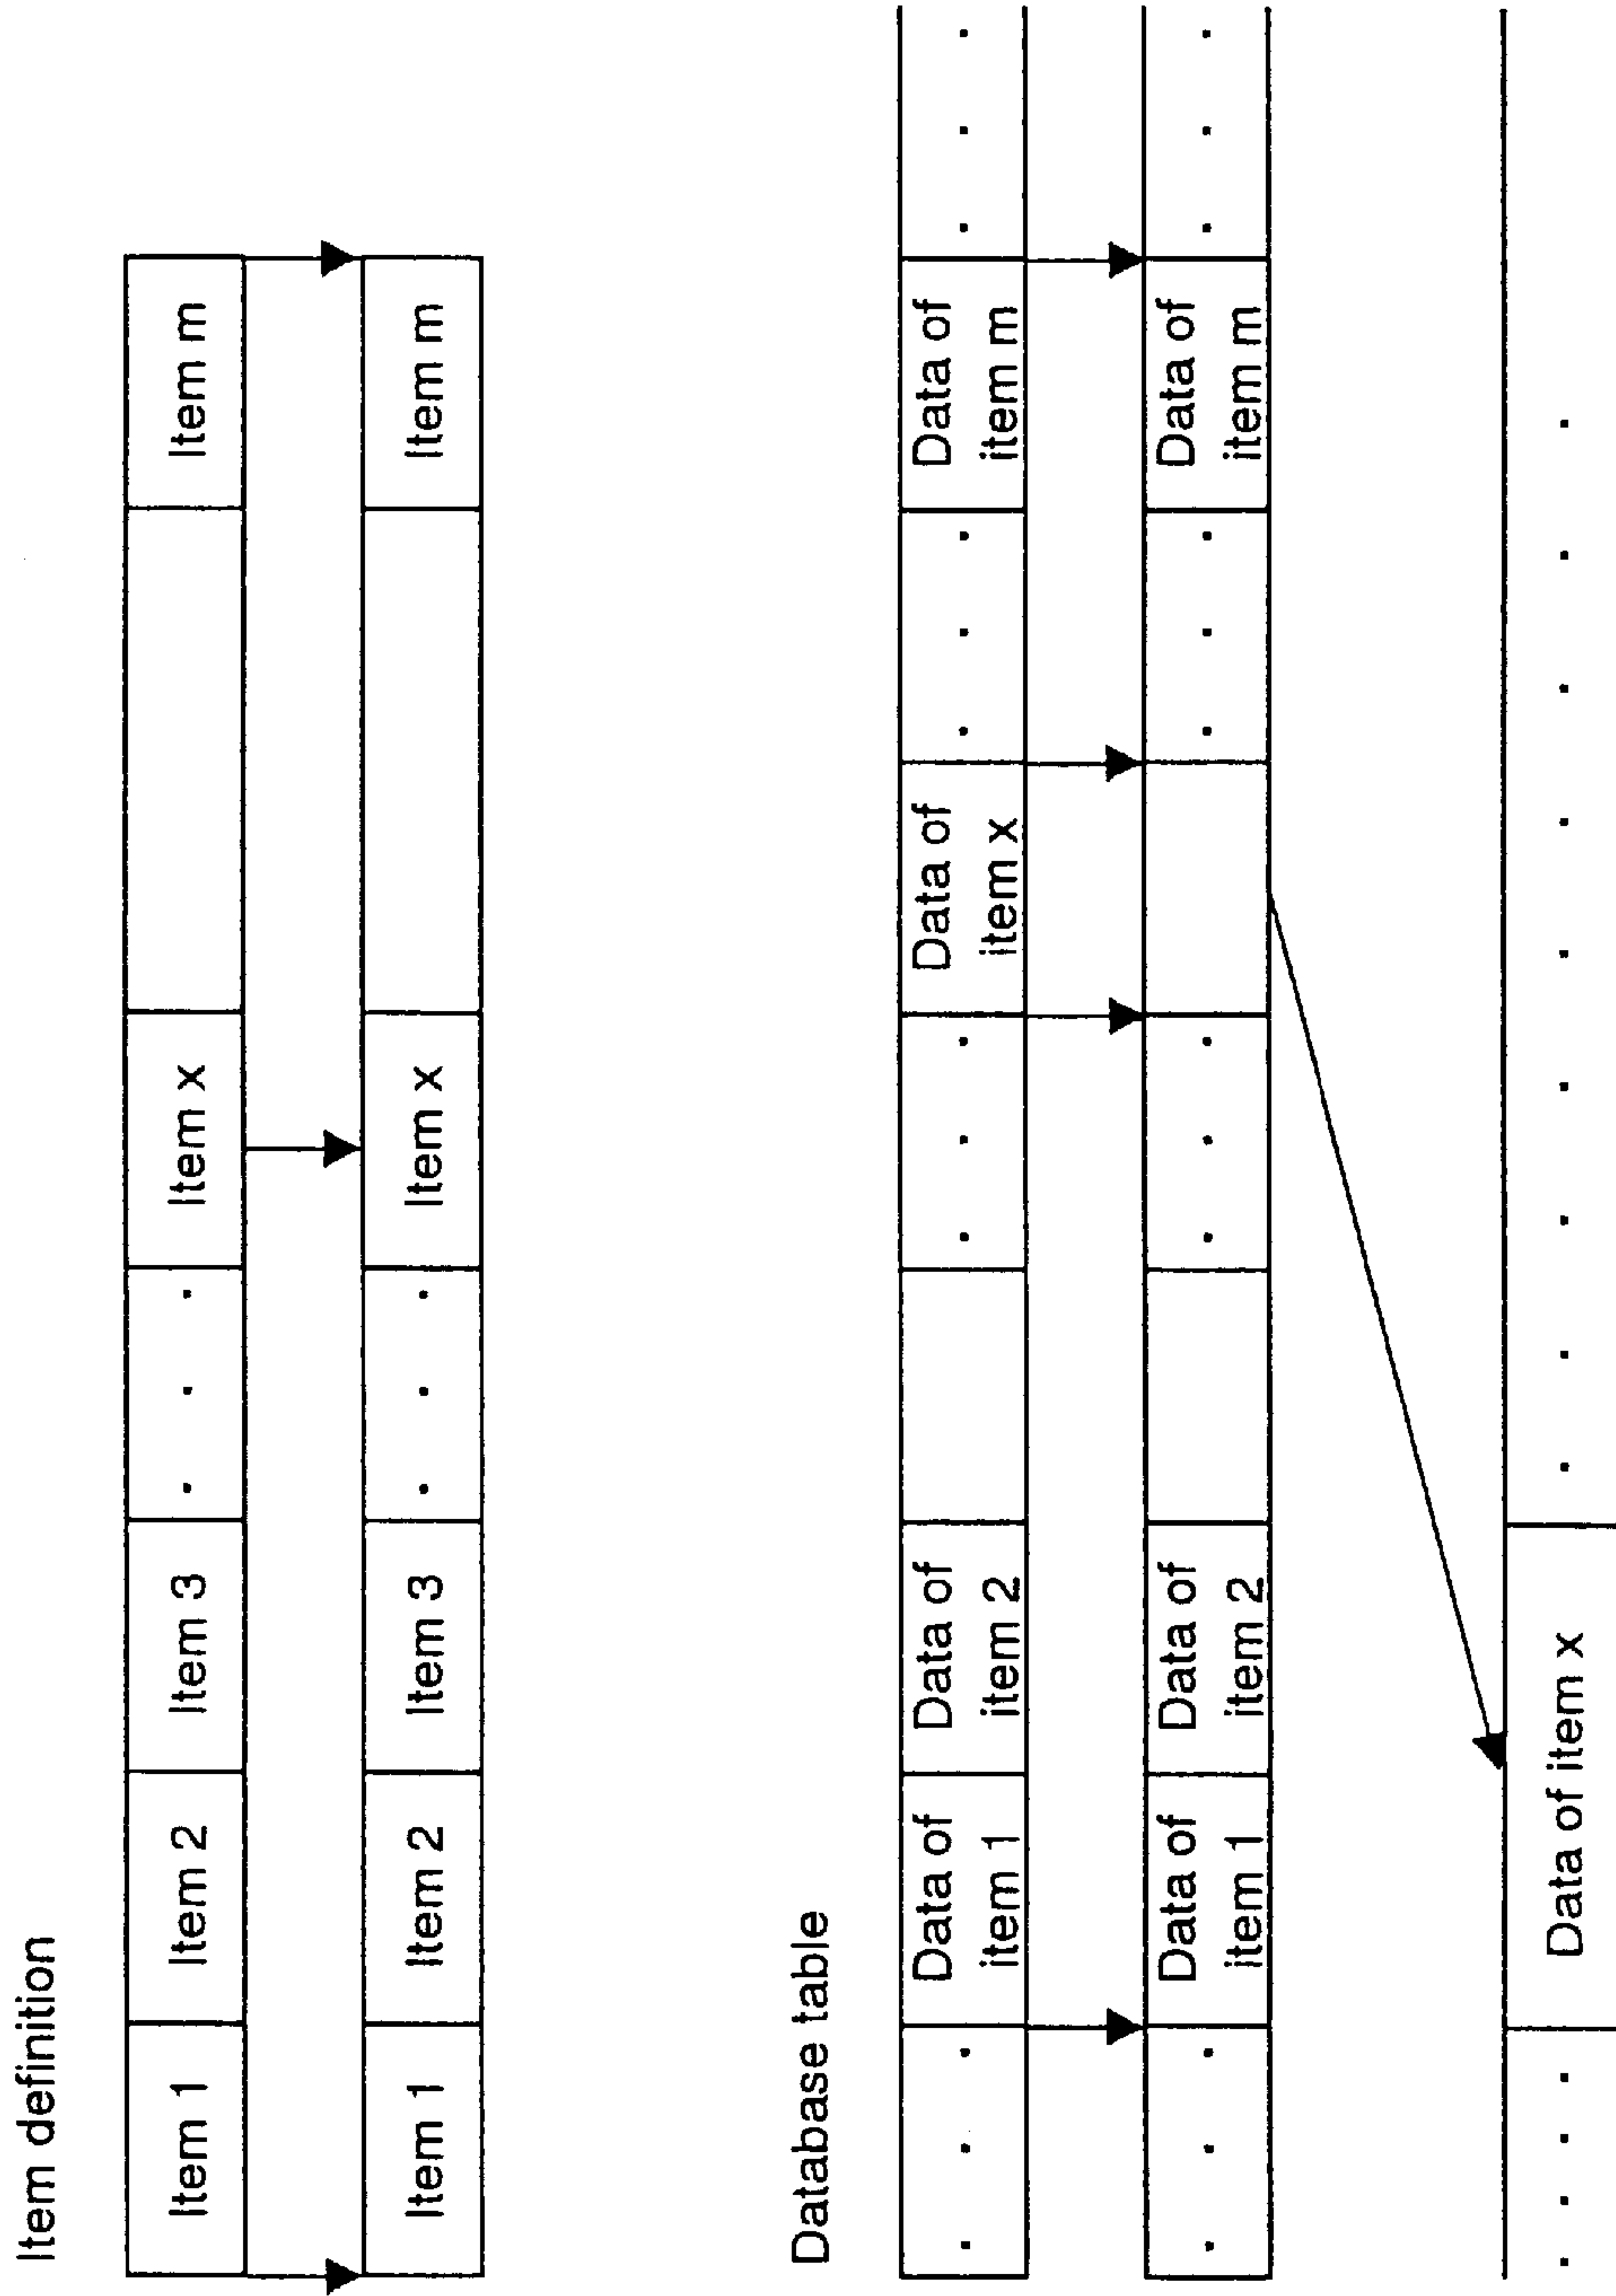 Item definition
Item 1
Item 2
Item 3
. . .
Item x
Item m
Item 1
Item 2
Item 3
. . .
Item x
Item m
Database table
. . .
Data of
item 1
Data of
item 2
. . .
Data of
item x
. . .
Data of
item m
. . .
. . .
Data of
item 1
Data of
item 2
. . .
. . .
Data of
item m
. . .
. . . .
Data of item x
. . . . . . . . .